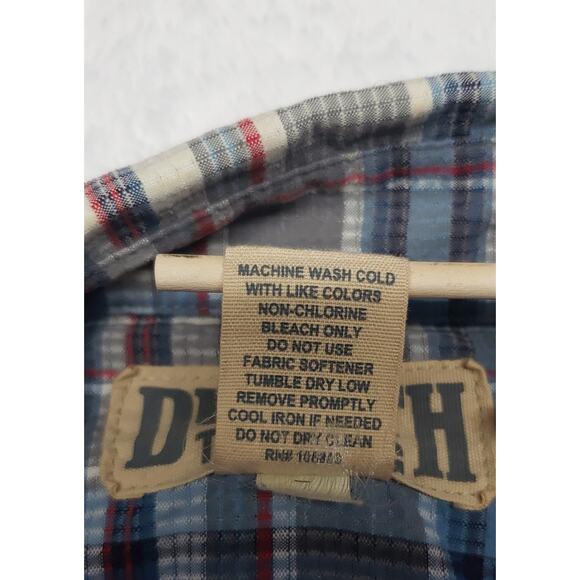 MACHINE WASH COLD
WITH LIKE COLORS
NON-CHLORINE
BLEACH ONLY
DO NOT USE
FABRIC SOFTENER
TUMBLE DRY LOW
REMOVE PROMPTLY
COOL IRON IF NEEDED
DO NOT DRY CLEAN
RN#